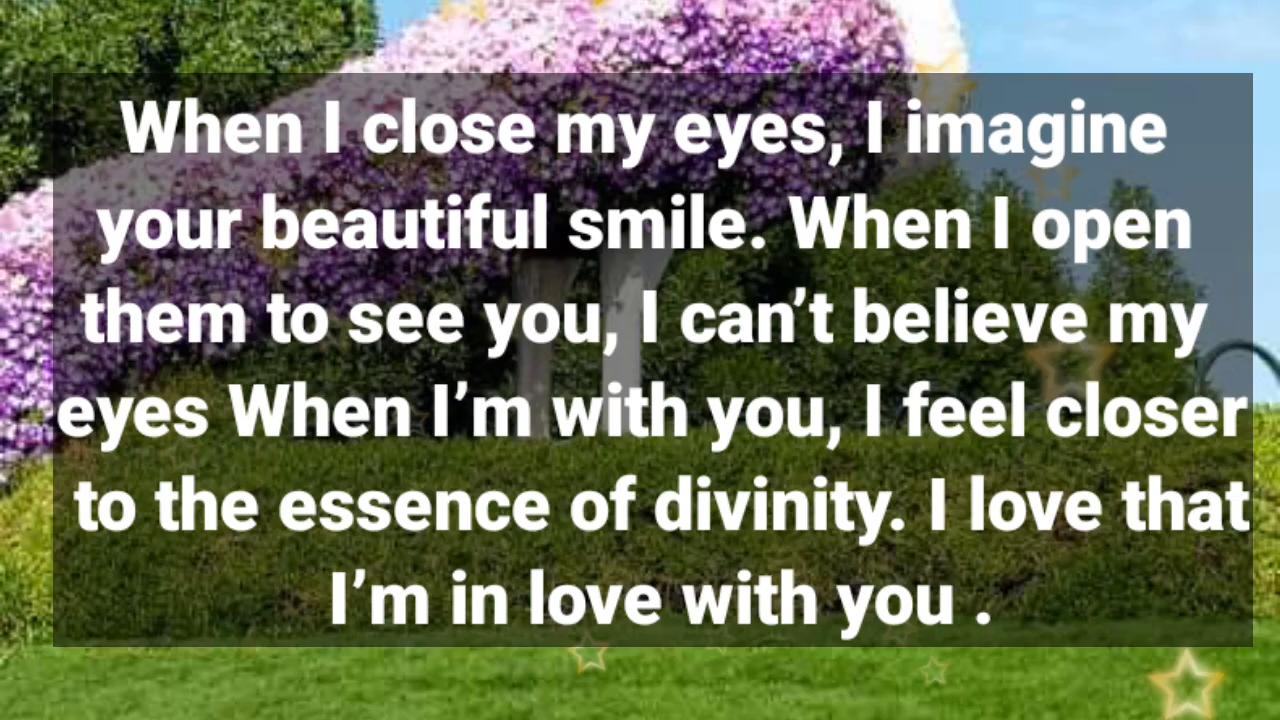 When I close my eyes, I imagine
your beautiful smile. When I open
them to see you, I can’t believe my
eyes When I’m with you, I feel closer
to the essence of divinity. I love that
I’m in love with you .